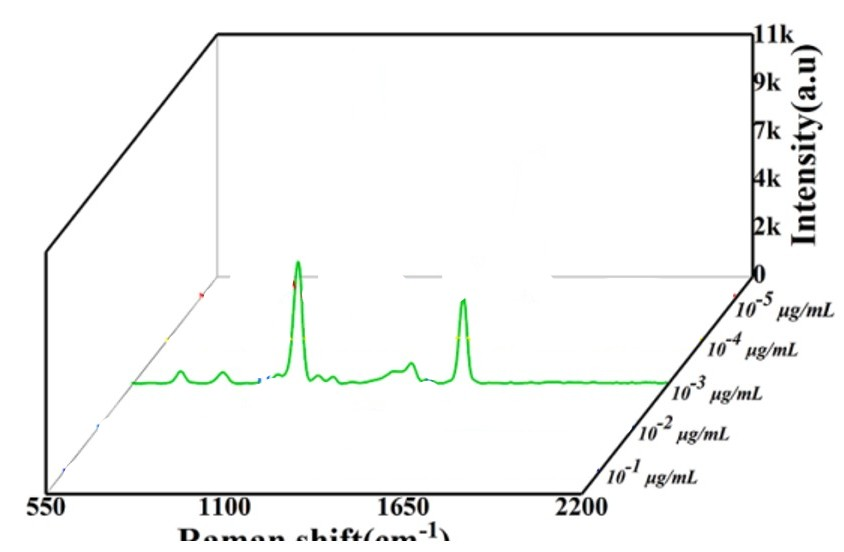 11k
9k
7k
4k
2k
0
Intensity(a.u)
10-5 µg/mL
10-4 µg/mL
10-3 µg/mL
10-2 µg/mL
10-1 µg/mL
550 1100 1650 2200
Raman shift(cm-1)